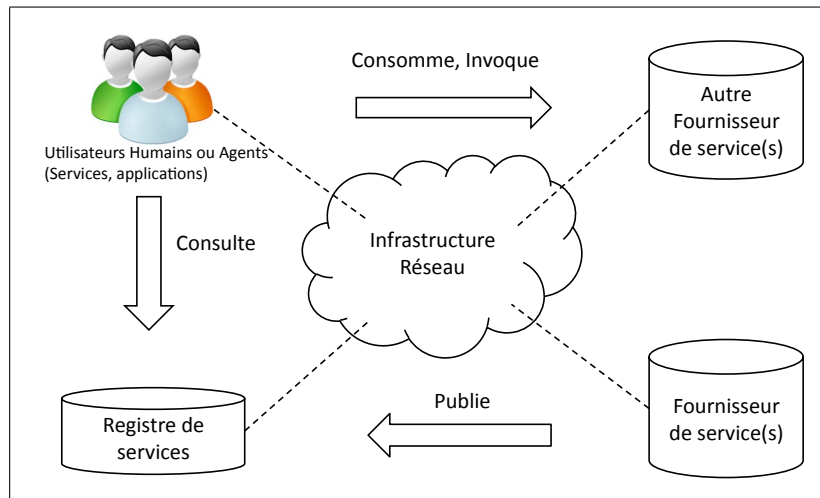 Consomme, Invoque
Autre
Fournisseur
de service(s)
Utilisateurs Humains ou Agents
(Services, applications)
Consulte
Infrastructure
Réseau
Publie
Registre de
services
Fournisseur
de service(s)